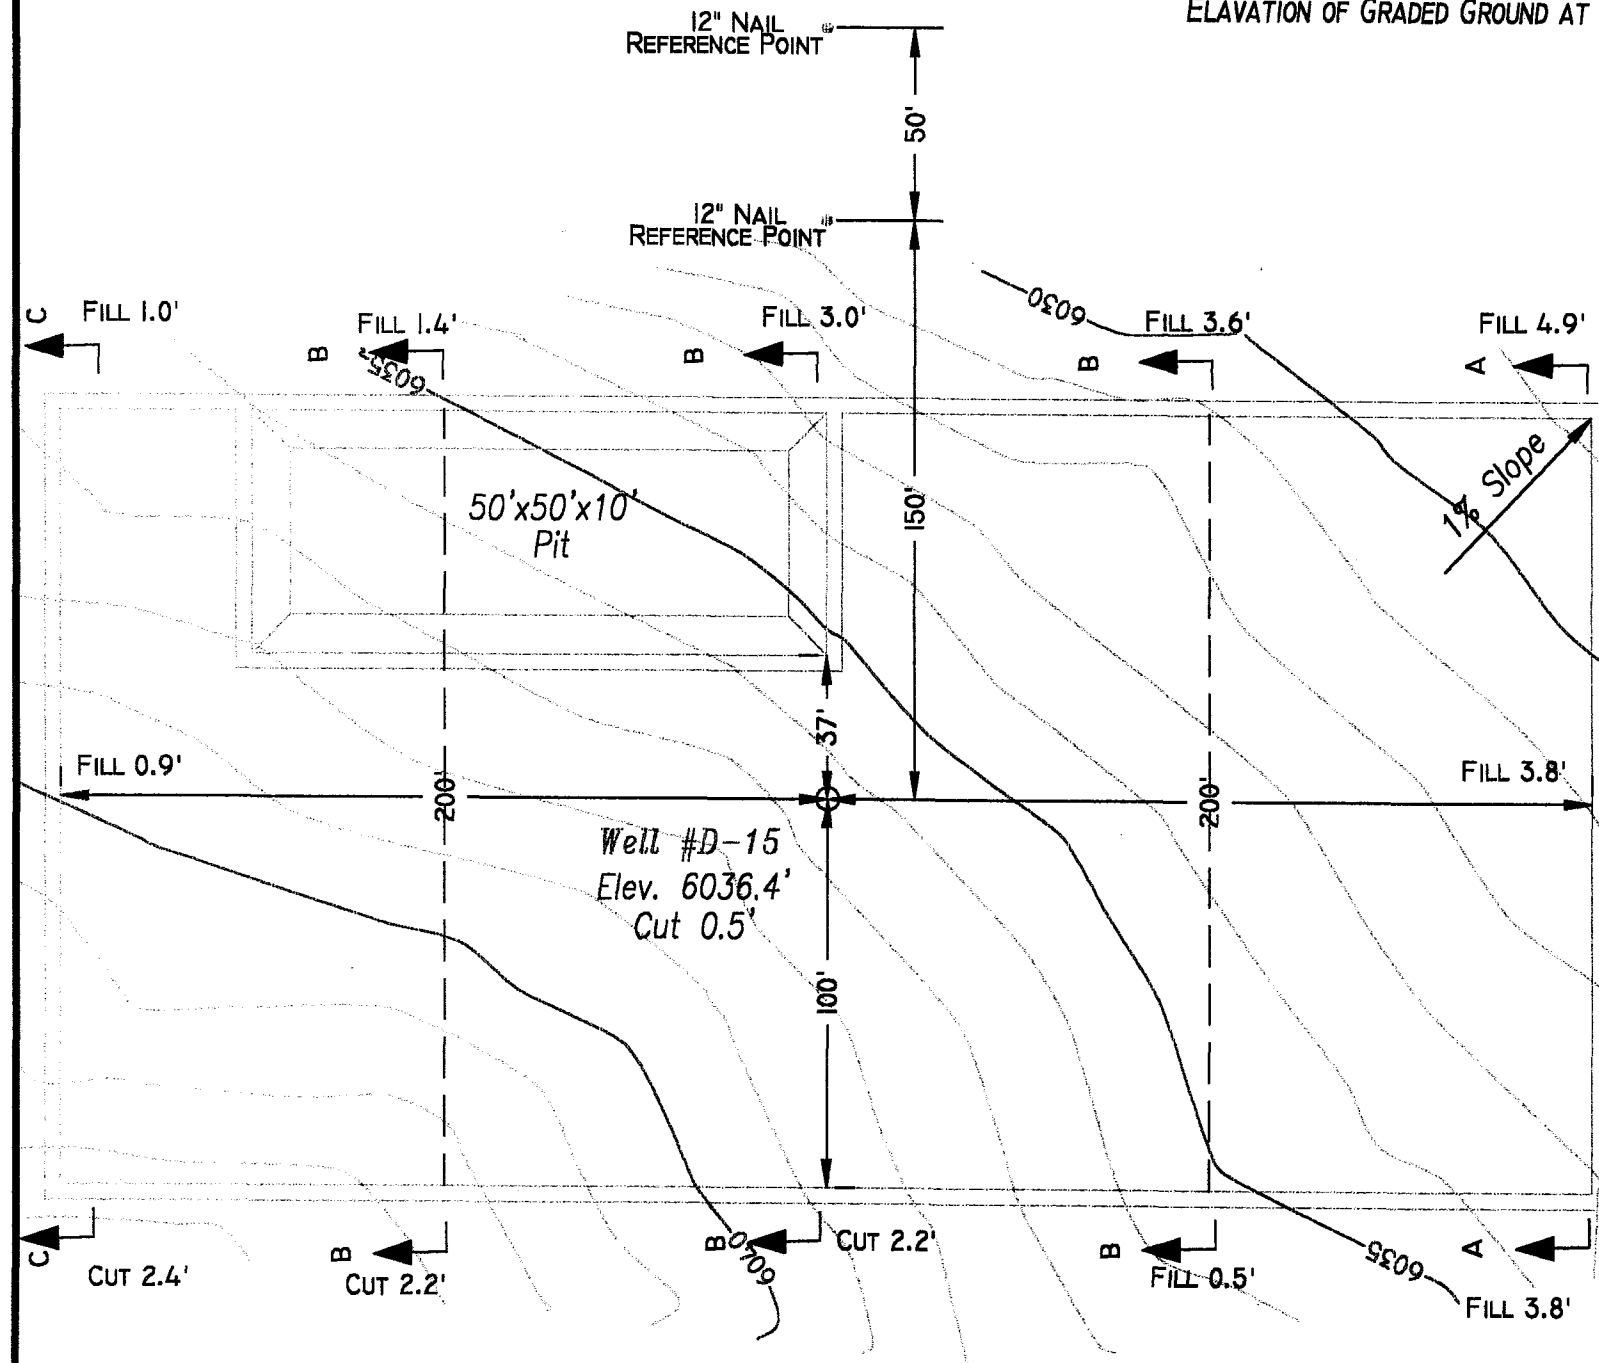 ELAVATION OF GRADED GROUND AT
12" NAIL
REFERENCE POINT
50'
12" NAIL
REFERENCE POINT
C
FILL 1.0'
B
FILL 1.4'
6035
B
FILL 3.0'
6030
B
FILL 3.6'
A
FILL 4.9'
1% Slope
50'x50'x10'
Pit
150'
37'
FILL 0.9'
200'
200'
FILL 3.8'
Well #D-15
Elev. 6036.4'
Cut 0.5'
100'
C
CUT 2.4'
B
CUT 2.2'
B
6040
CUT 2.2'
B
FILL 0.5'
6035
A
FILL 3.8'